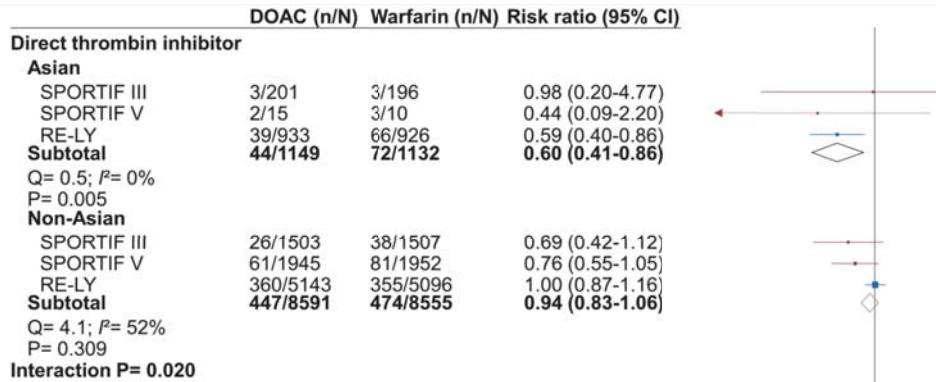 DOAC (n/N) Warfarin (n/N) Risk ratio (95% CI)
Direct thrombin inhibitor
Asian
SPORTIF III 3/201 3/196 0.98 (0.20-4.77)
SPORTIF V 2/15 3/10 0.44 (0.09-2.20)
RE-LY 39/933 66/926 0.59 (0.40-0.86)
Subtotal 44/1149 72/1132 0.60 (0.41-0.86)
Q= 0.5; I²= 0%
P= 0.005
Non-Asian
SPORTIF III 26/1503 38/1507 0.69 (0.42-1.12)
SPORTIF V 61/1945 81/1952 0.76 (0.55-1.05)
RE-LY 360/5143 355/5096 1.00 (0.87-1.16)
Subtotal 447/8591 474/8555 0.94 (0.83-1.06)
Q= 4.1; I²= 52%
P= 0.309
Interaction P= 0.020